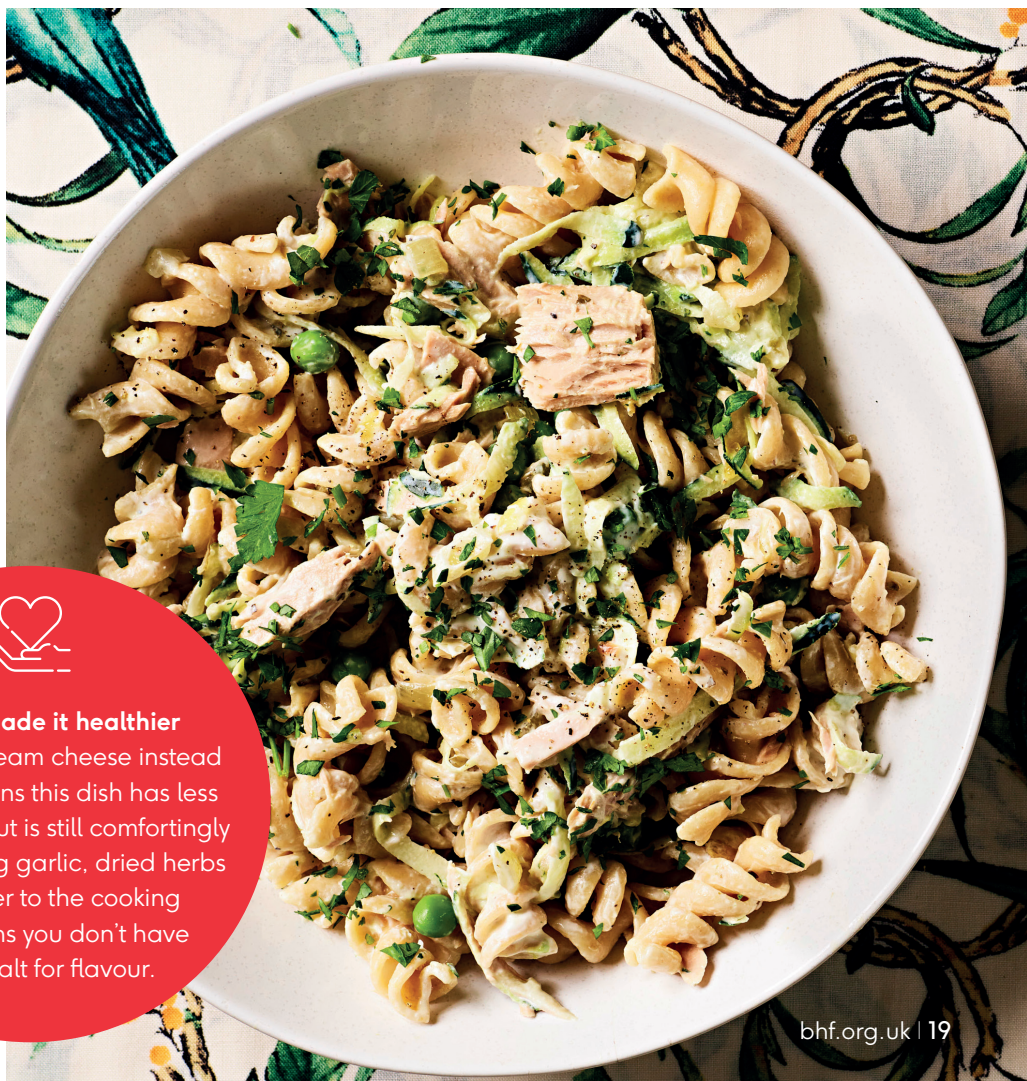 ade it healthier
eam cheese instead
ns this dish has less
ut is still comfortingly
g garlic, dried herbs
er to the cooking
ns you don't have
alt for flavour.
bhf.org.uk | 19